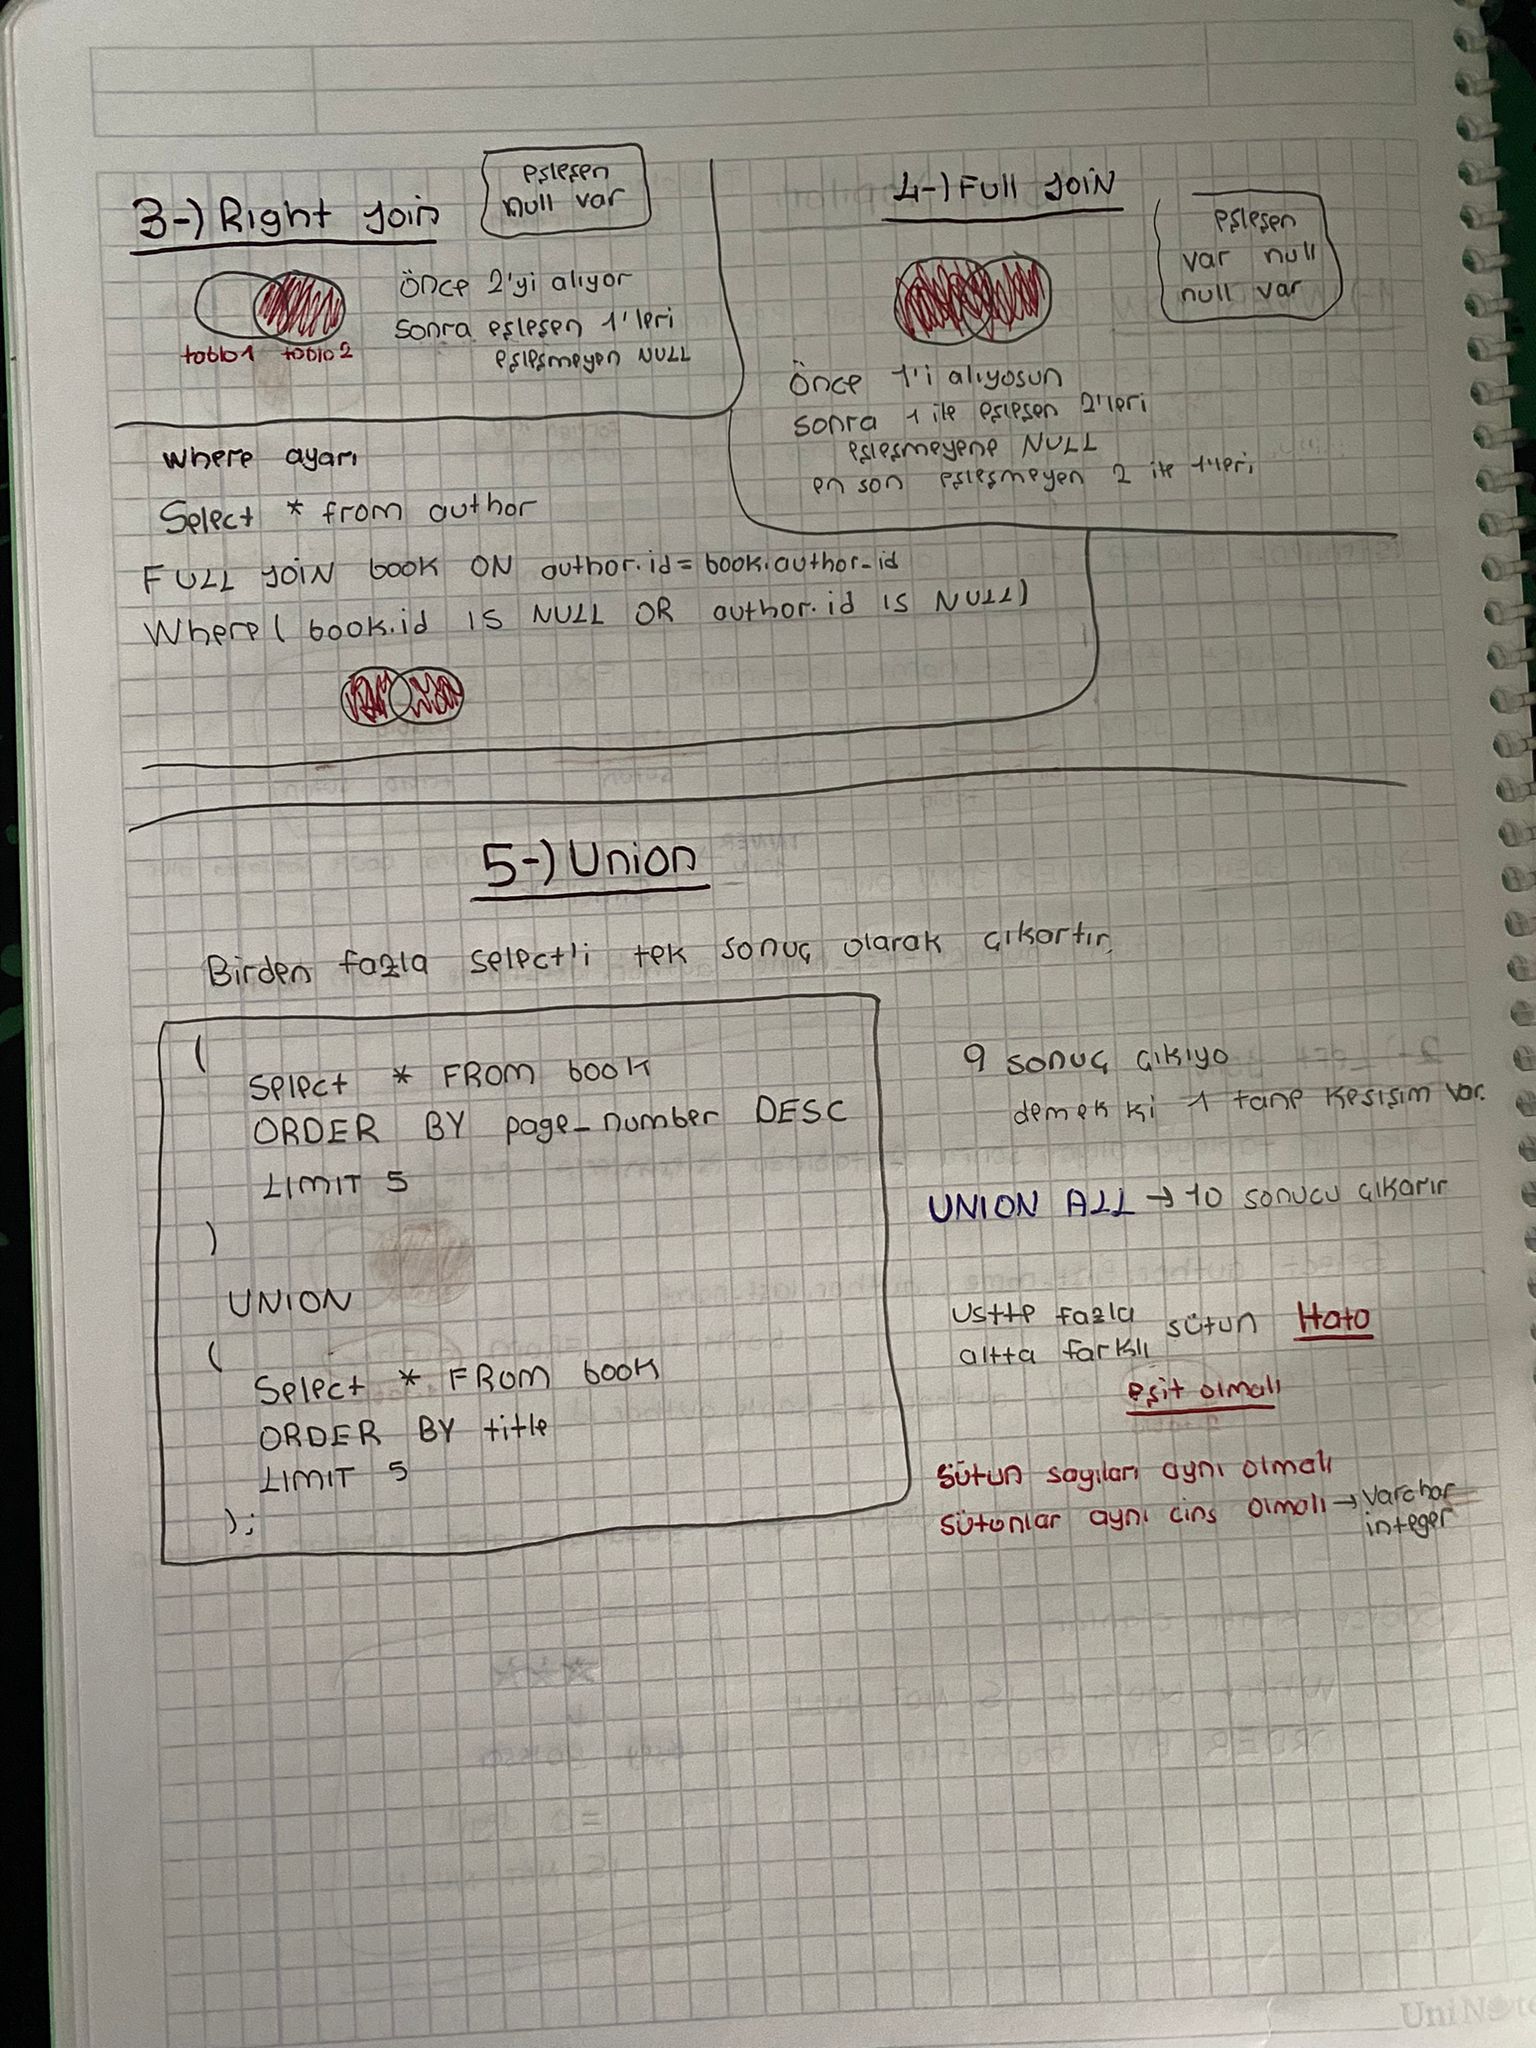 3-) Right Join
eşleşen
null var
Önce 2'yi alıyor
sonra eşleşen 1'leri
eşleşmeyen NULL
tablo1 tablo2
4-) Full Join
eşleşen
var null
null var
Önce 1'i alıyosun
sonra 1 ile eşleşen 2'leri
eşleşmeyene NULL
en son eşleşmeyen 2 ile 1'leri
where ayarı
Select * from author
FULL JOIN book ON author.id = book.author_id
Where ( book.id IS NULL OR author.id IS NULL)
5-) Union
Birden fazla select'li tek sonuç olarak çıkartır.
(
Select * FROM book
ORDER BY page_number DESC
LIMIT 5
)
UNION
(
Select * FROM book
ORDER BY title
LIMIT 5
);
9 sonuç çıkıyo
demek ki 1 tane kesişim var.
UNION ALL → 10 sonucu çıkarır
üstte fazla
altta farklı sütun Hata
eşit olmalı
sütun sayıları aynı olmalı
sütunlar aynı cins olmalı → varchar
integer